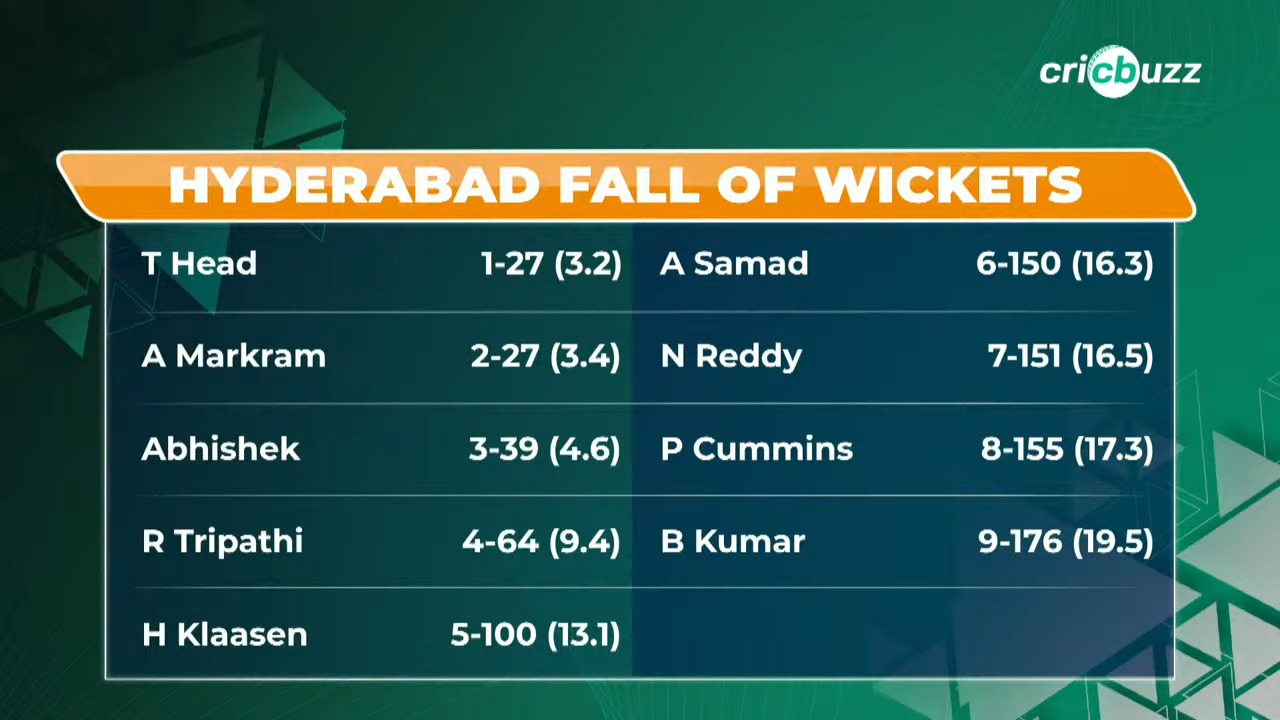 cricbuzz
HYDERABAD FALL OF WICKETS
T Head 1-27 (3.2)
A Markram 2-27 (3.4)
Abhishek 3-39 (4.6)
R Tripathi 4-64 (9.4)
H Klaasen 5-100 (13.1)
A Samad 6-150 (16.3)
N Reddy 7-151 (16.5)
P Cummins 8-155 (17.3)
B Kumar 9-176 (19.5)